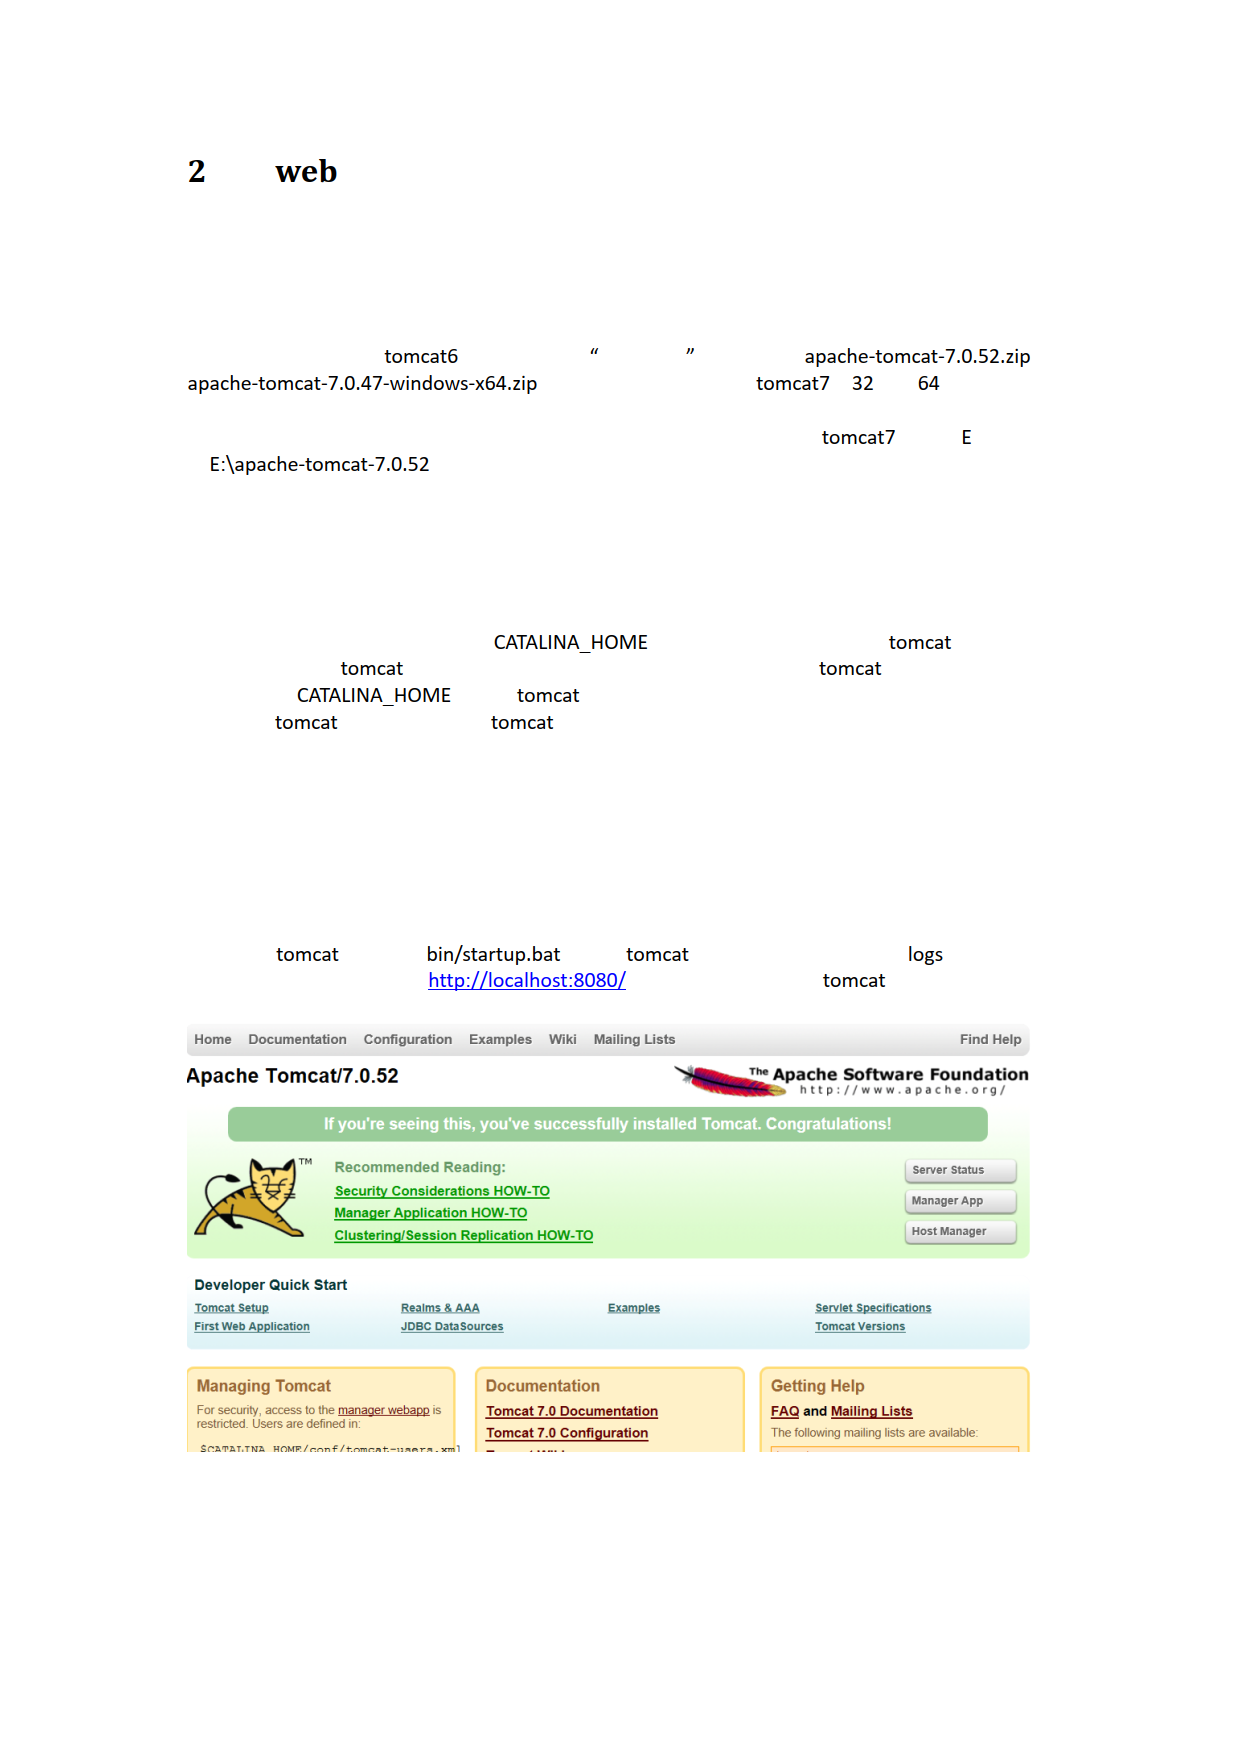 2 web
tomcat6 “ ” apache-tomcat-7.0.52.zip
apache-tomcat-7.0.47-windows-x64.zip tomcat7 32 64
tomcat7 E
E:\apache-tomcat-7.0.52
CATALINA_HOME tomcat
tomcat tomcat
CATALINA_HOME tomcat
tomcat tomcat
tomcat bin/startup.bat tomcat logs
http://localhost:8080/ tomcat
Home Documentation Configuration Examples Wiki Mailing Lists Find Help
Apache Tomcat/7.0.52
The Apache Software Foundation
http://www.apache.org/
If you're seeing this, you've successfully installed Tomcat. Congratulations!
TM
Recommended Reading:
Security Considerations HOW-TO
Manager Application HOW-TO
Clustering/Session Replication HOW-TO
Server Status
Manager App
Host Manager
Developer Quick Start
Tomcat Setup
First Web Application
Realms & AAA
JDBC DataSources
Examples
Servlet Specifications
Tomcat Versions
Managing Tomcat
For security, access to the manager webapp is
restricted. Users are defined in:
$CATALINA_HOME/conf/tomcat-users.xml
Documentation
Tomcat 7.0 Documentation
Tomcat 7.0 Configuration
Getting Help
FAQ and Mailing Lists
The following mailing lists are available: